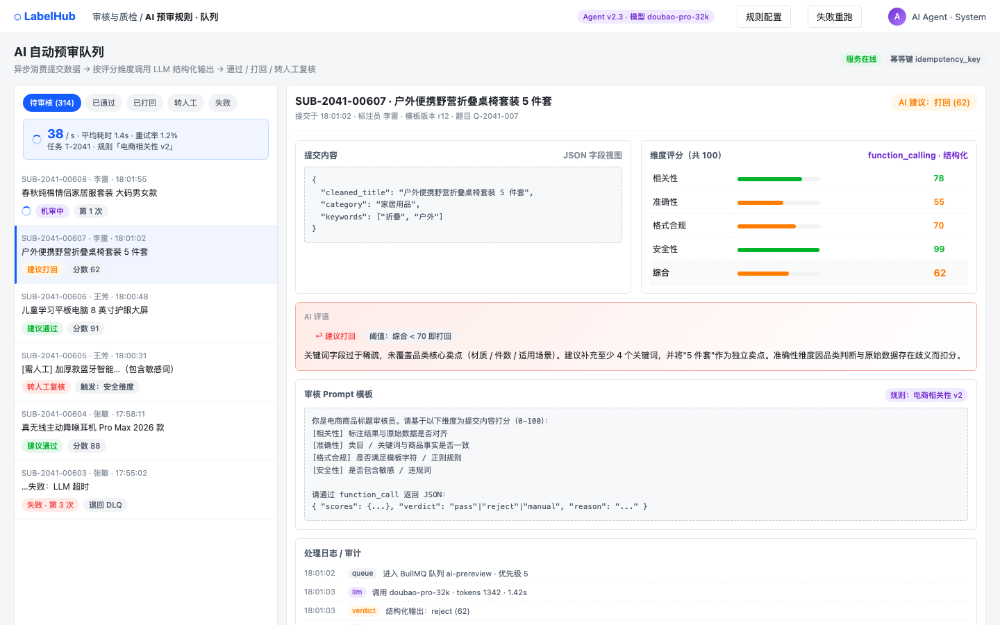 LabelHub
审核与质检 / AI 预审规则 · 队列
Agent v2.3 · 模型 doubao-pro-32k
规则配置
失败重跑
A
AI Agent · System
AI 自动预审队列
异步消费提交数据 → 按评分维度调用 LLM 结构化输出 → 通过 / 打回 / 转人工复核
服务在线
幂等键 idempotency_key
待审核 (314)
已通过
已打回
转人工
失败
38 / s · 平均耗时 1.4s · 重试率 1.2%
任务 T-2041 · 规则「电商相关性 v2」
SUB-2041-00608 · 李雷 · 18:01:55
春秋纯棉情侣家居服套装 大码男女款
机审中
第 1 次
SUB-2041-00607 · 李雷 · 18:01:02
户外便携野营折叠桌椅套装 5 件套
建议打回
分数 62
SUB-2041-00606 · 王芳 · 18:00:48
儿童学习平板电脑 8 英寸护眼大屏
建议通过
分数 91
SUB-2041-00605 · 王芳 · 18:00:31
[需人工] 加厚款蓝牙智能...（包含敏感词）
转人工复核
触发：安全维度
SUB-2041-00604 · 张敏 · 17:58:11
真无线主动降噪耳机 Pro Max 2026 款
建议通过
分数 88
SUB-2041-00603 · 张敏 · 17:55:02
...失败：LLM 超时
失败 · 第 3 次
退回 DLQ
SUB-2041-00607 · 户外便携野营折叠桌椅套装 5 件套
提交于 18:01:02 · 标注员 李雷 · 模板版本 r12 · 题目 Q-2041-007
AI 建议：打回 (62)
提交内容
JSON 字段视图
{
"cleaned_title": "户外便携野营折叠桌椅套装 5 件套",
"category": "家居用品",
"keywords": ["折叠", "户外"]
}
维度评分（共 100）
function_calling · 结构化
相关性 78
准确性 55
格式合规 70
安全性 99
综合 62
AI 评语
↩ 建议打回
阈值：综合 < 70 即打回
关键词字段过于稀疏，未覆盖品类核心卖点（材质 / 件数 / 适用场景）。建议补充至少 4 个关键词，并将"5 件套"作为独立卖点。准确性维度因品类判断与原始数据存在歧义而扣分。
审核 Prompt 模板
规则：电商相关性 v2
你是电商商品标题审核员。请基于以下维度为提交内容打分（0–100）：
[相关性] 标注结果与原始数据是否对齐
[准确性] 类目 / 关键词与商品事实是否一致
[格式合规] 是否满足模板字符 / 正则规则
[安全性] 是否包含敏感 / 违规词
请通过 function_call 返回 JSON：
{ "scores": {...}, "verdict": "pass"|"reject"|"manual", "reason": "..." }
处理日志 / 审计
18:01:02 queue 进入 BullMQ 队列 ai-prereview · 优先级 5
18:01:03 llm 调用 doubao-pro-32k · tokens 1342 · 1.42s
18:01:03 verdict 结构化输出：reject (62)